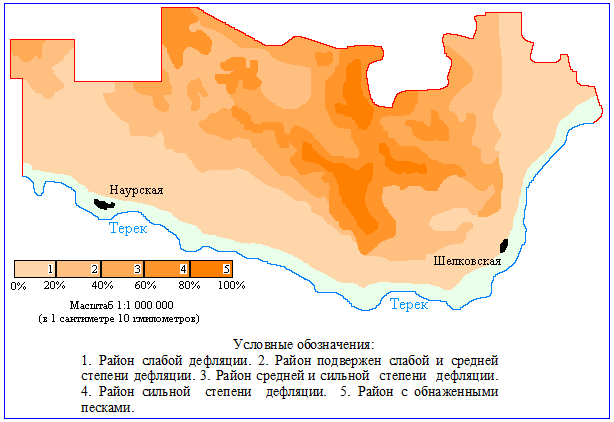 Наурская
Терек
Шелковская
Терек
1 2 3 4 5
0% 20% 40% 60% 80% 100%
Масштаб 1:1 000 000
(в 1 сантиметре 10 кмилометров)
Условные обозначения:
1. Район слабой дефляции. 2. Район подвержен слабой и средней
степени дефляции. 3. Район средней и сильной степени дефляции.
4. Район сильной степени дефляции. 5. Район с обнаженными
песками.